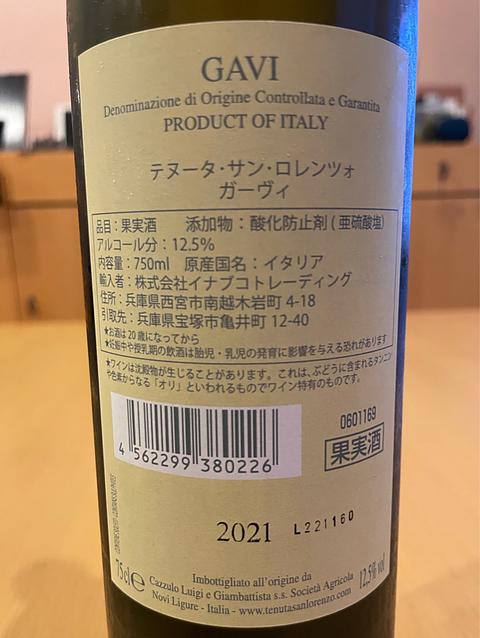 GAVI
Denominazione di Origine Controllata e Garantita
PRODUCT OF ITALY
テヌータ・サン・ロレンツォ
ガーヴィ
品目：果実酒 添加物：酸化防止剤(亜硫酸塩)
アルコール分：12.5%
内容量：750ml 原産国名：イタリア
輸入者：株式会社イナブコトレーディング
住所：兵庫県西宮市南越木岩町 4-18
引取先：兵庫県宝塚市亀井町 12-40
★お酒は20歳になってから
★妊娠中や授乳期の飲酒は胎児・乳児の発育に影響を与える恐れがあります
★ワインは沈殿物が生じることがあります。これは、ぶどうに含まれるタンニン
や色素からなる「オリ」といわれるものでワイン特有のものです。
0601169
果実酒
4 562299 380226
2021 L221160
75cl e
12,5% vol
Imbottigliato all'origine da
Cazzulo Luigi e Giambattista s.s. Società Agricola
Novi Ligure - Italia - www.tenutasanlorenzo.com